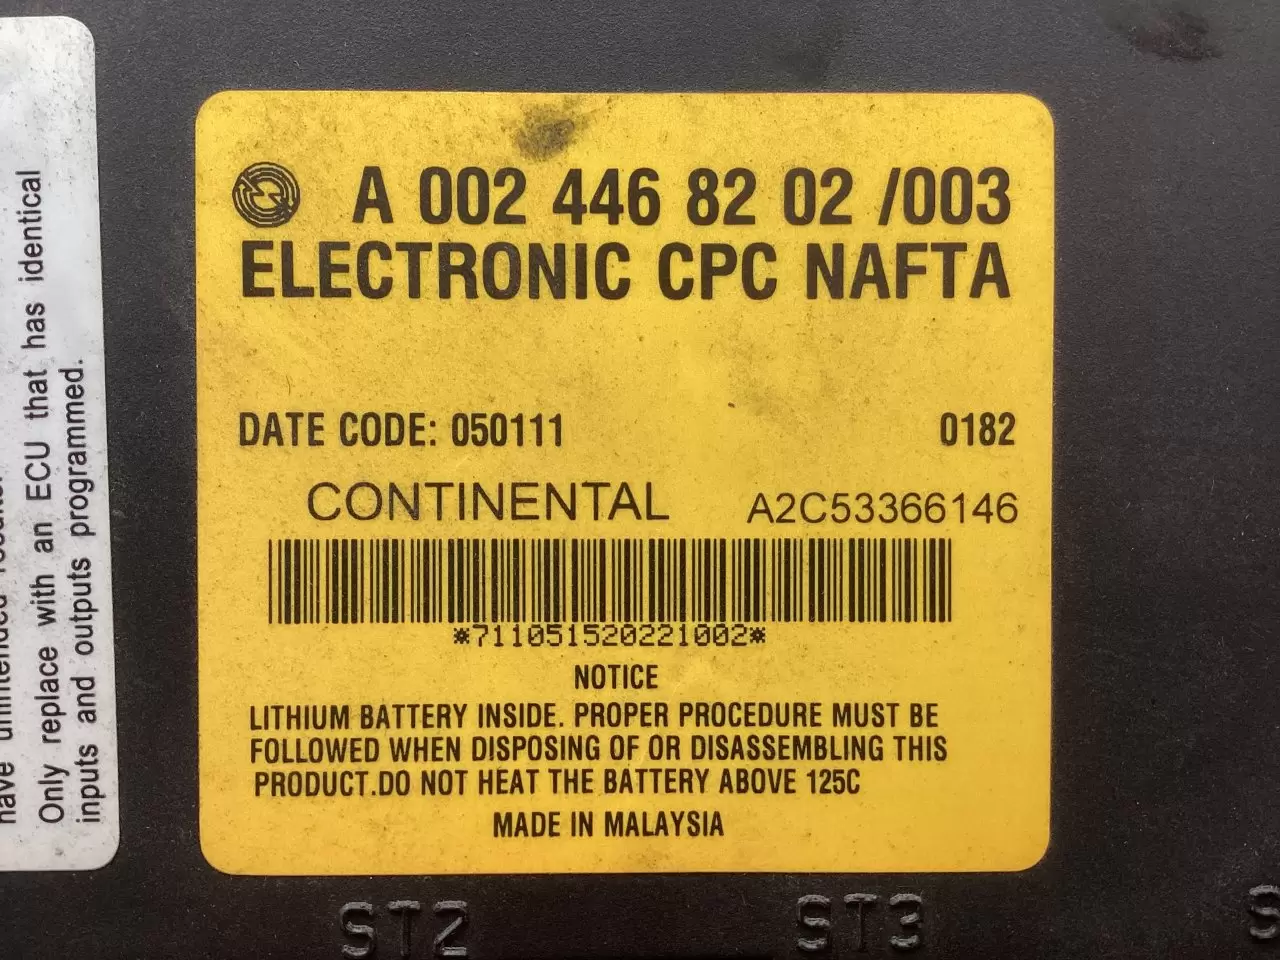 A 002 446 82 02 /003
ELECTRONIC CPC NAFTA
DATE CODE: 050111 0182
CONTINENTAL A2C53366146
*711051520221002*
NOTICE
LITHIUM BATTERY INSIDE. PROPER PROCEDURE MUST BE
FOLLOWED WHEN DISPOSING OF OR DISASSEMBLING THIS
PRODUCT.DO NOT HEAT THE BATTERY ABOVE 125C
MADE IN MALAYSIA
have
Only replace with an ECU that has identical
inputs and outputs programmed.
ST2 ST3